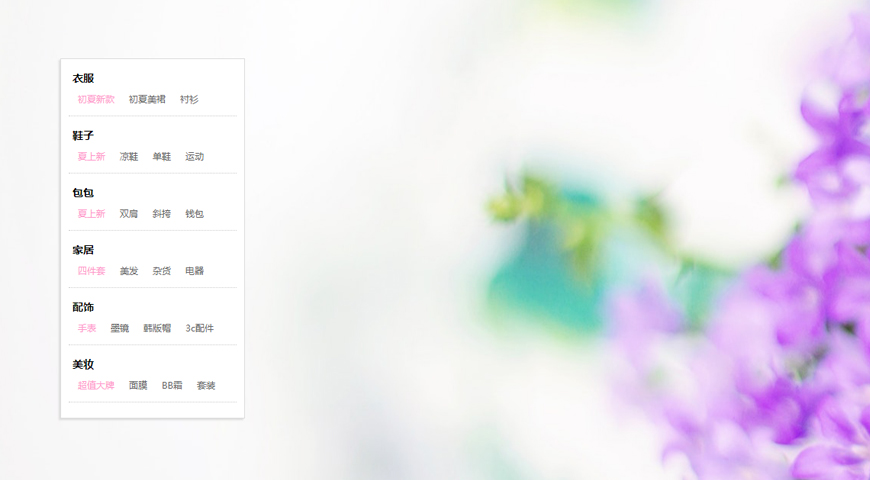 衣服
初夏新款 初夏美裙 衬衫
鞋子
夏上新 凉鞋 单鞋 运动
包包
夏上新 双肩 斜挎 钱包
家居
四件套 美发 杂货 电器
配饰
手表 墨镜 韩版帽 3c配件
美妆
超值大牌 面膜 BB霜 套装